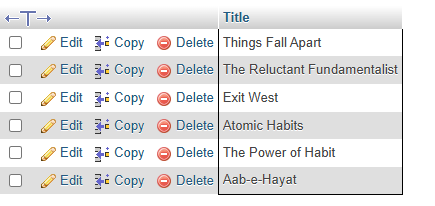 Title
Edit Copy Delete Things Fall Apart
Edit Copy Delete The Reluctant Fundamentalist
Edit Copy Delete Exit West
Edit Copy Delete Atomic Habits
Edit Copy Delete The Power of Habit
Edit Copy Delete Aab-e-Hayat